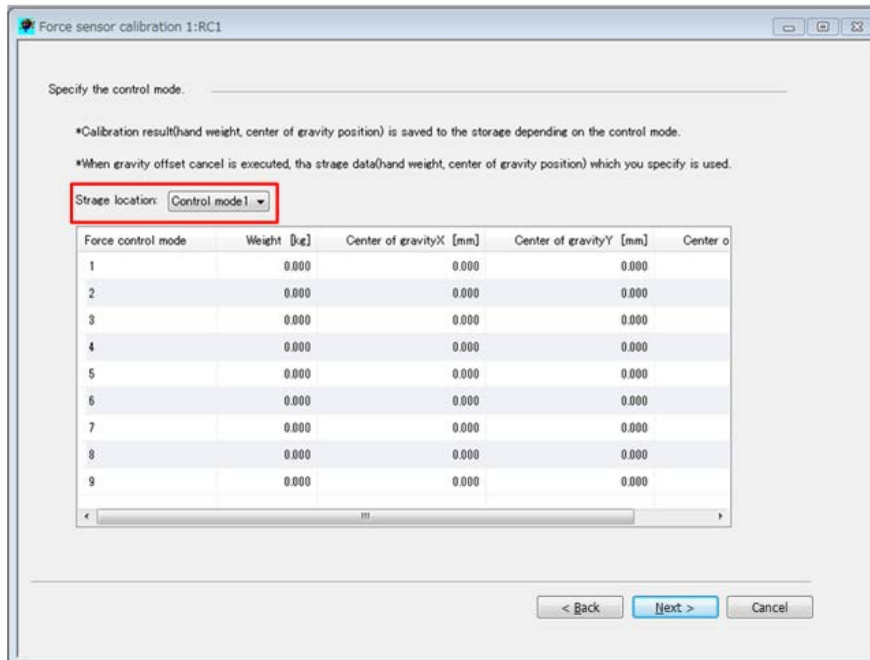 Force sensor calibration 1:RC1
Specify the control mode.
*Calibration result(hand weight, center of gravity position) is saved to the storage depending on the control mode.
*When gravity offset cancel is executed, tha strage data(hand weight, center of gravity position) which you specify is used.
Strage location: Control mode1
Force control mode Weight [kg] Center of gravityX [mm] Center of gravityY [mm] Center o
1 0.000 0.000 0.000
2 0.000 0.000 0.000
3 0.000 0.000 0.000
4 0.000 0.000 0.000
5 0.000 0.000 0.000
6 0.000 0.000 0.000
7 0.000 0.000 0.000
8 0.000 0.000 0.000
9 0.000 0.000 0.000
< Back Next > Cancel